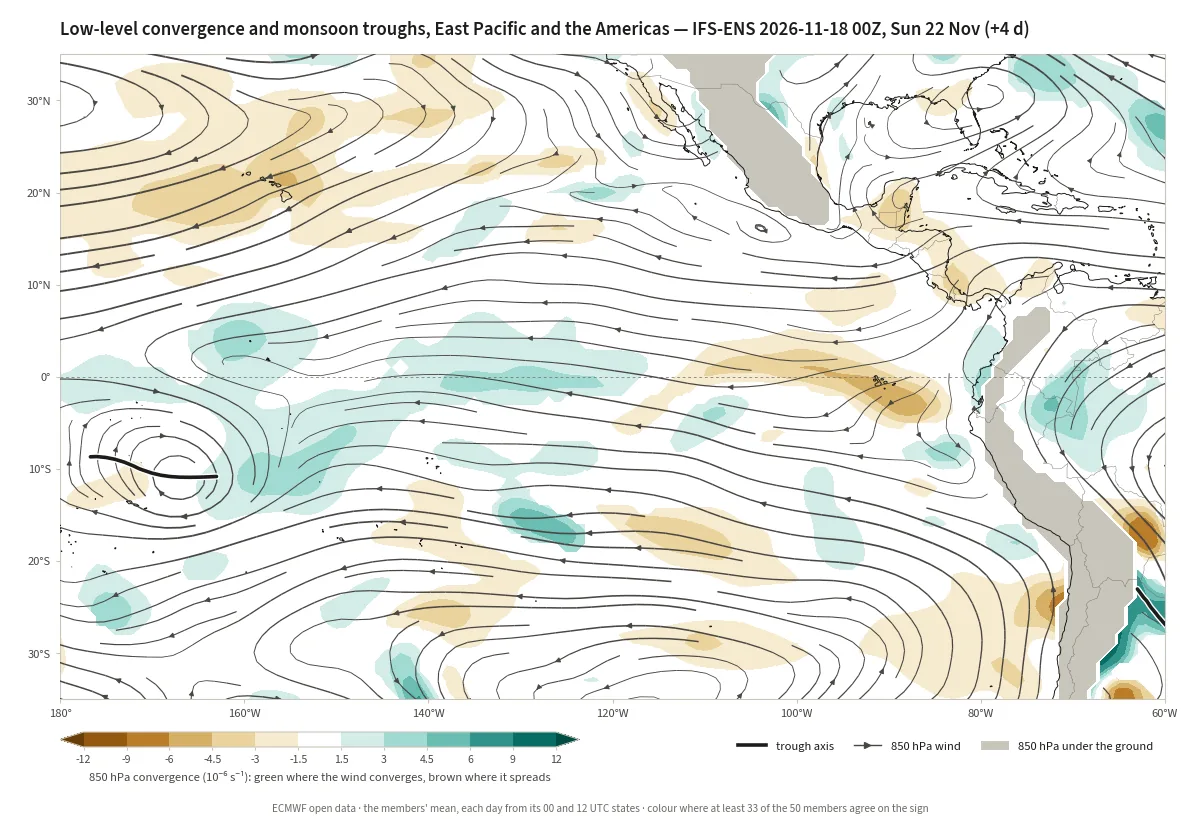 Low-level convergence and monsoon troughs, East Pacific and the Americas — IFS-ENS 2026-11-18 00Z, Sun 22 Nov (+4 d)
30°N
20°N
10°N
0°
10°S
20°S
30°S
180°
160°W
140°W
120°W
100°W
80°W
60°W
-12 -9 -6 -4.5 -3 -1.5 1.5 3 4.5 6 9 12
850 hPa convergence (10⁻⁶ s⁻¹): green where the wind converges, brown where it spreads
trough axis
850 hPa wind
850 hPa under the ground
ECMWF open data · the members' mean, each day from its 00 and 12 UTC states · colour where at least 33 of the 50 members agree on the sign